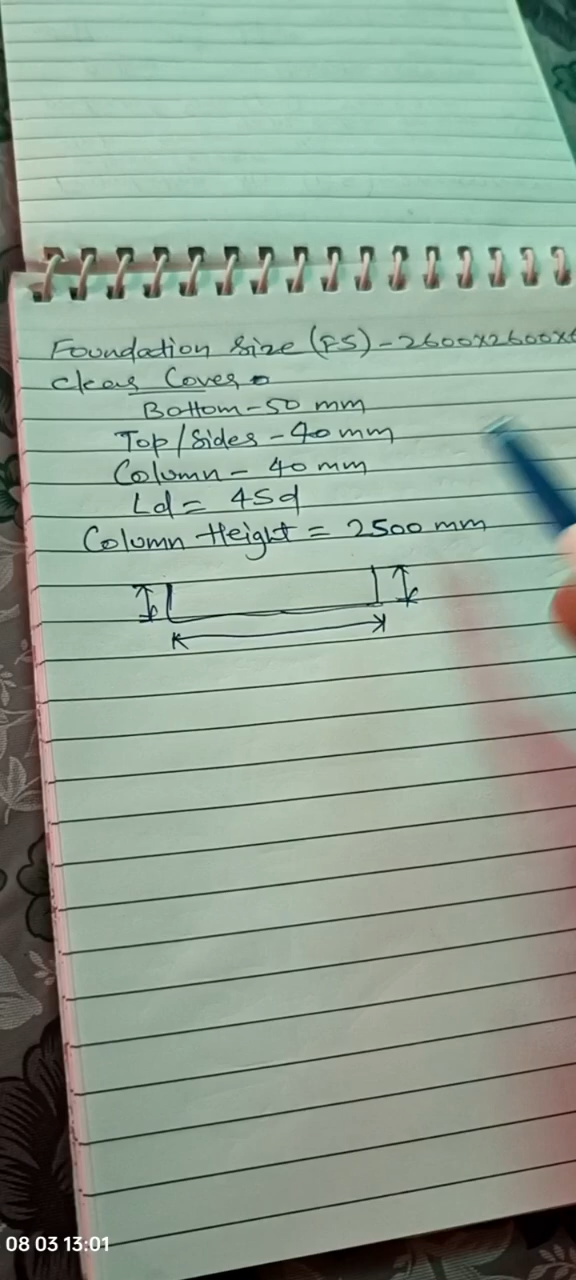 Foundation Size (FS) - 2600x2600x
Clear Cover
Bottom - 50 mm
Top/Sides - 40 mm
Column - 40 mm
Ld = 45d
Column Height = 2500 mm
08 03 13:01